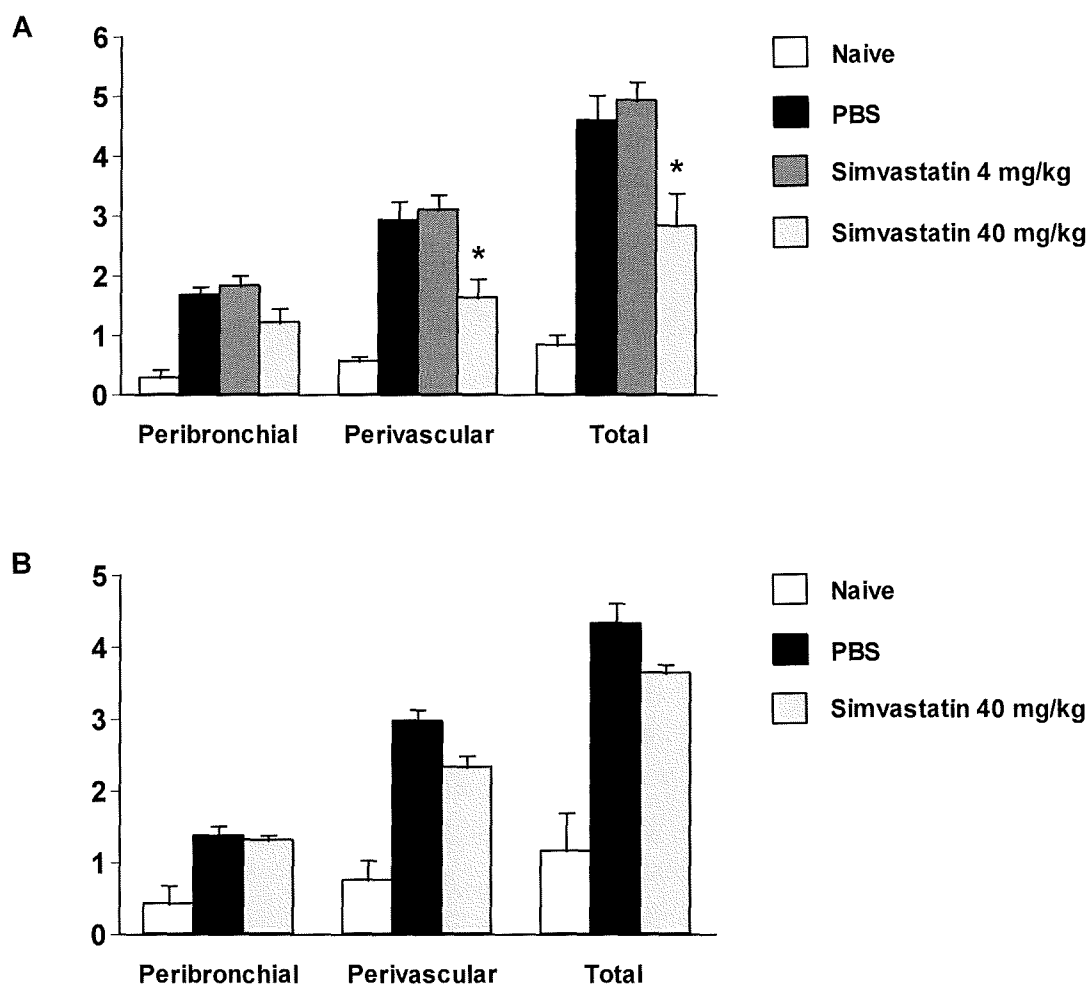 A
6
5
4
3
2
1
0
*
*
Peribronchial Perivascular Total
Naive
PBS
Simvastatin 4 mg/kg
Simvastatin 40 mg/kg
B
5
4
3
2
1
0
Peribronchial Perivascular Total
Naive
PBS
Simvastatin 40 mg/kg